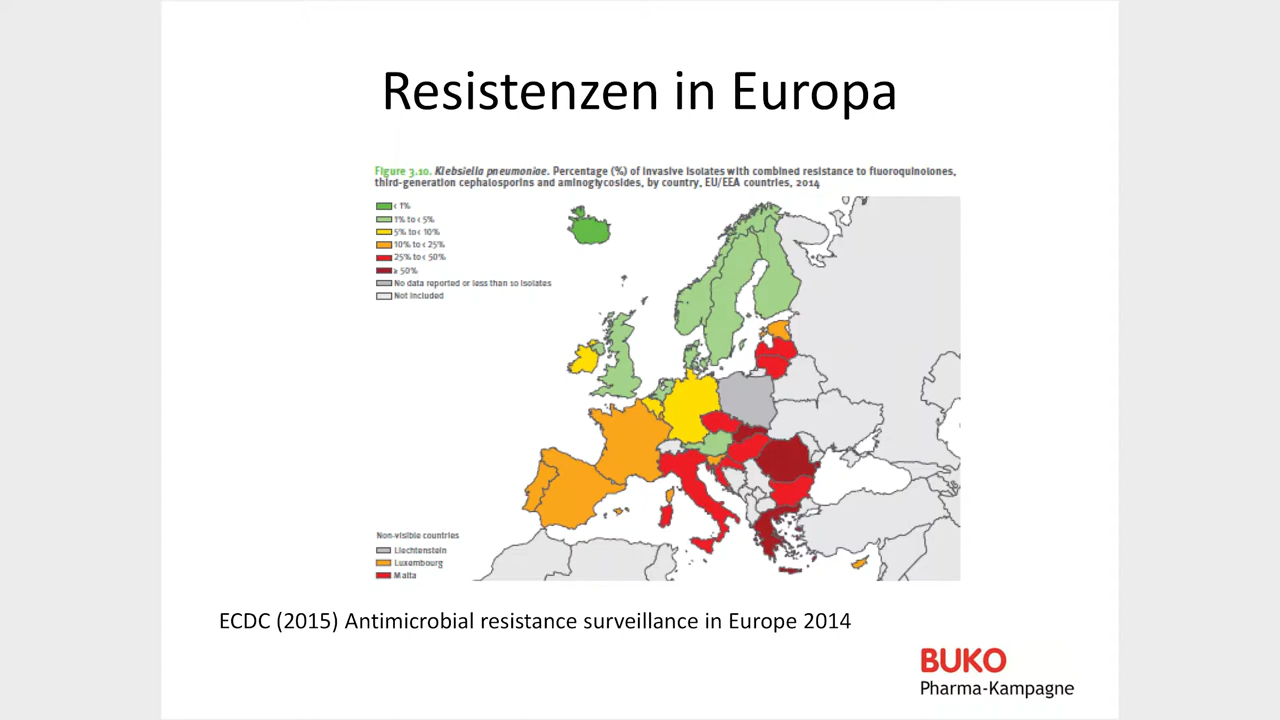 Resistenzen in Europa
Figure 3.10. Klebsiella pneumoniae. Percentage (%) of invasive isolates with combined resistance to fluoroquinolones,
third-generation cephalosporins and aminoglycosides, by country, EU/EEA countries, 2014
< 1%
1% to < 5%
5% to < 10%
10% to < 25%
25% to < 50%
≥ 50%
No data reported or less than 10 isolates
Not included
Non-visible countries
Liechtenstein
Luxembourg
Malta
ECDC (2015) Antimicrobial resistance surveillance in Europe 2014
BUKO
Pharma-Kampagne